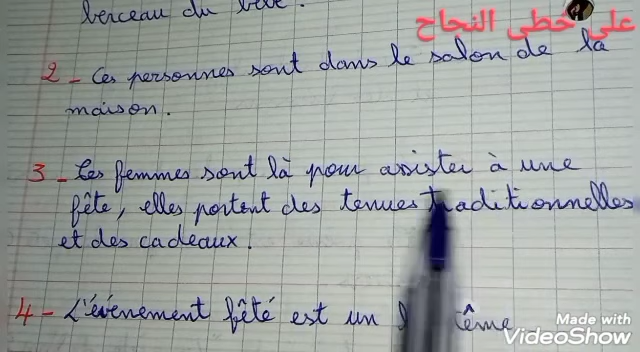 berceau du bébé.
على خطى النجاح
2 - Ces personnes sont dans le salon de la
maison.
3 - Les femmes sont là pour assister à une
fête, elles portent des tenues traditionnelles
et des cadeaux.
4 - L'évènement fêté est un
Made with
VideoShow